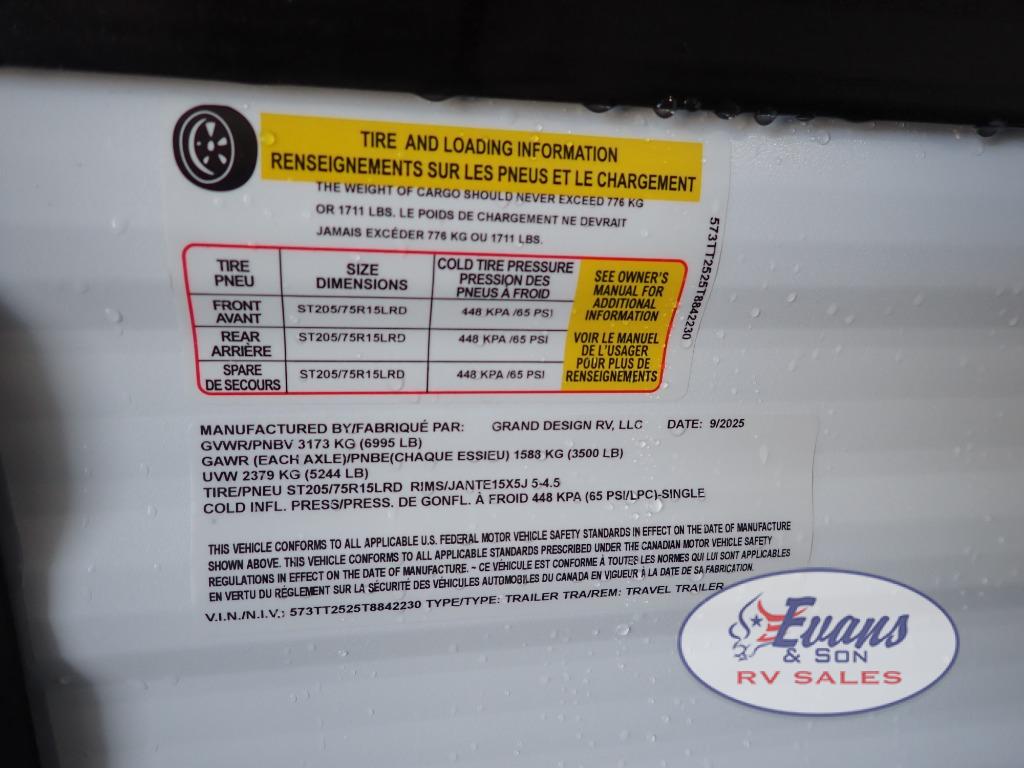 TIRE AND LOADING INFORMATION
RENSEIGNEMENTS SUR LES PNEUS ET LE CHARGEMENT
THE WEIGHT OF CARGO SHOULD NEVER EXCEED 776 KG
OR 1711 LBS. LE POIDS DE CHARGEMENT NE DEVRAIT
JAMAIS EXCÉDER 776 KG OU 1711 LBS.
573TT2525T8842230
TIRE SIZE COLD TIRE PRESSURE
PNEU DIMENSIONS PRESSION DES
PNEUS À FROID
FRONT ST205/75R15LRD 448 KPA /65 PSI
AVANT
REAR ST205/75R15LRD 448 KPA /65 PSI
ARRIÈRE
SPARE ST205/75R15LRD 448 KPA /65 PSI
DE SECOURS
SEE OWNER'S
MANUAL FOR
ADDITIONAL
INFORMATION
VOIR LE MANUEL
DE L'USAGER
POUR PLUS DE
RENSEIGNEMENTS
MANUFACTURED BY/FABRIQUÉ PAR: GRAND DESIGN RV, LLC DATE: 9/2025
GVWR/PNBV 3173 KG (6995 LB)
GAWR (EACH AXLE)/PNBE(CHAQUE ESSIEU) 1588 KG (3500 LB)
UVW 2379 KG (5244 LB)
TIRE/PNEU ST205/75R15LRD RIMS/JANTE15X5J 5-4.5
COLD INFL. PRESS/PRESS. DE GONFL. À FROID 448 KPA (65 PSI/LPC)-SINGLE
THIS VEHICLE CONFORMS TO ALL APPLICABLE U.S. FEDERAL MOTOR VEHICLE SAFETY STANDARDS IN EFFECT ON THE DATE OF MANUFACTURE
SHOWN ABOVE. THIS VEHICLE CONFORMS TO ALL APPLICABLE STANDARDS PRESCRIBED UNDER THE CANADIAN MOTOR VEHICLE SAFETY
REGULATIONS IN EFFECT ON THE DATE OF MANUFACTURE. ~ CE VÉHICULE EST CONFORME À TOUTES LES NORMES QUI LUI SONT APPLICABLES
EN VERTU DU RÈGLEMENT SUR LA SÉCURITÉ DES VÉHICULES AUTOMOBILES DU CANADA EN VIGUEUR À LA DATE DE SA FABRICATION.
V.I.N./N.I.V.: 573TT2525T8842230 TYPE/TYPE: TRAILER TRA/REM: TRAVEL TRAILER
Evans
& SON
RV SALES